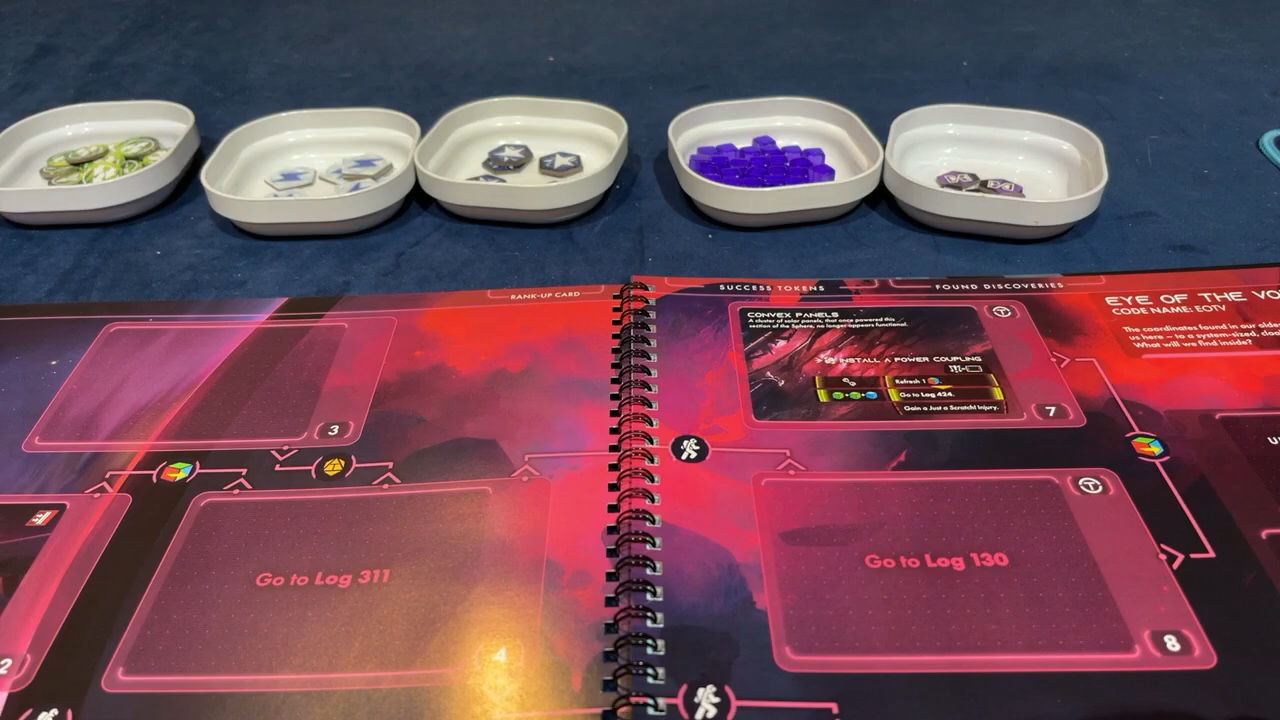 RANK-UP CARD
3
Go to Log 311
4
2
SUCCESS TOKENS
FOUND DISCOVERIES
CONVEX PANELS
A cluster of solar panels, that once powered this
section of the Sphere, no longer appears functional.
INSTALL A POWER COUPLING
Refresh 1
Go to Log 424.
Gain a Just a Scratch! Injury.
7
Go to Log 130
8
EYE OF THE VO
CODE NAME: EOTV
The coordinates found in our side
us here – to a system-sized, doc
What will we find inside?